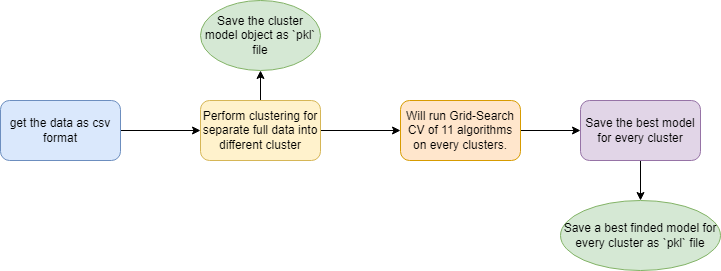 Save the cluster
model object as `pkl`
file
get the data as csv
format
Perform clustering for
separate full data into
different cluster
Will run Grid-Search
CV of 11 algorithms
on every clusters.
Save the best model
for every cluster
Save a best finded model for
every cluster as `pkl` file